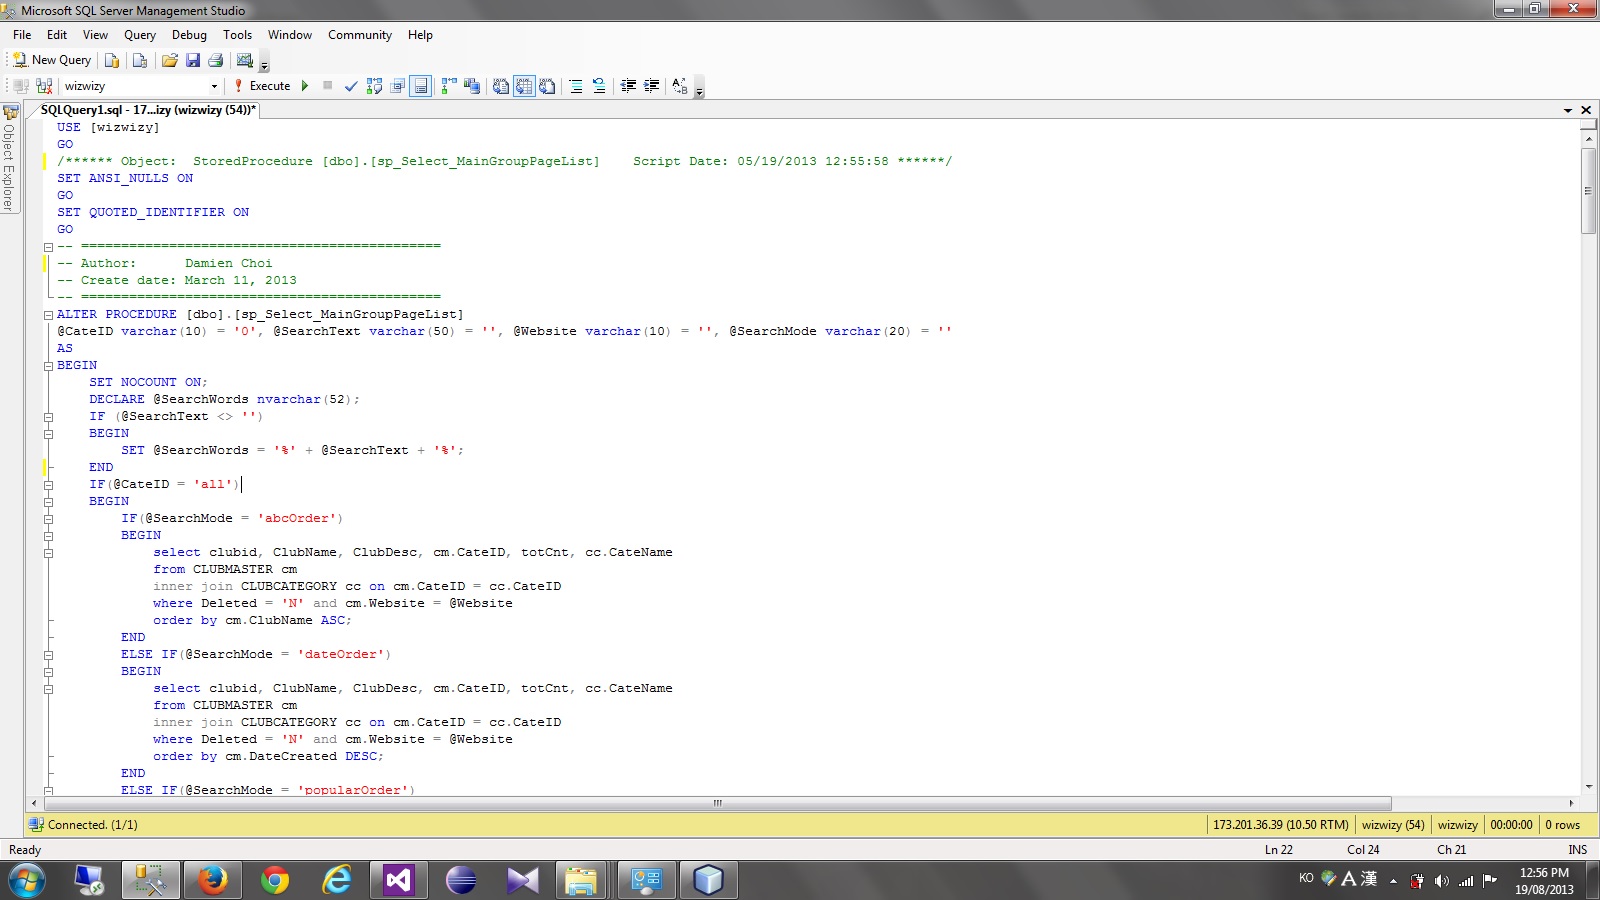 Microsoft SQL Server Management Studio
File Edit View Query Debug Tools Window Community Help
New Query
wizwizy Execute
SQLQuery1.sql - 17...izy (wizwizy (54))*
Object Explorer
USE [wizwizy]
GO
/****** Object:  StoredProcedure [dbo].[sp_Select_MainGroupPageList]    Script Date: 05/19/2013 12:55:58 ******/
SET ANSI_NULLS ON
GO
SET QUOTED_IDENTIFIER ON
GO
-- =============================================
-- Author:      Damien Choi
-- Create date: March 11, 2013
-- =============================================
ALTER PROCEDURE [dbo].[sp_Select_MainGroupPageList]
@CateID varchar(10) = '0', @SearchText varchar(50) = '', @Website varchar(10) = '', @SearchMode varchar(20) = ''
AS
BEGIN
    SET NOCOUNT ON;
    DECLARE @SearchWords nvarchar(52);
    IF (@SearchText <> '')
    BEGIN
        SET @SearchWords = '%' + @SearchText + '%';
    END
    IF(@CateID = 'all')
    BEGIN
        IF(@SearchMode = 'abcOrder')
        BEGIN
            select clubid, ClubName, ClubDesc, cm.CateID, totCnt, cc.CateName
            from CLUBMASTER cm
            inner join CLUBCATEGORY cc on cm.CateID = cc.CateID
            where Deleted = 'N' and cm.Website = @Website
            order by cm.ClubName ASC;
        END
        ELSE IF(@SearchMode = 'dateOrder')
        BEGIN
            select clubid, ClubName, ClubDesc, cm.CateID, totCnt, cc.CateName
            from CLUBMASTER cm
            inner join CLUBCATEGORY cc on cm.CateID = cc.CateID
            where Deleted = 'N' and cm.Website = @Website
            order by cm.DateCreated DESC;
        END
        ELSE IF(@SearchMode = 'popularOrder')
Connected. (1/1) 173.201.36.39 (10.50 RTM) wizwizy (54) wizwizy 00:00:00 0 rows
Ready Ln 22 Col 24 Ch 21 INS
KO A 漢 12:56 PM
19/08/2013